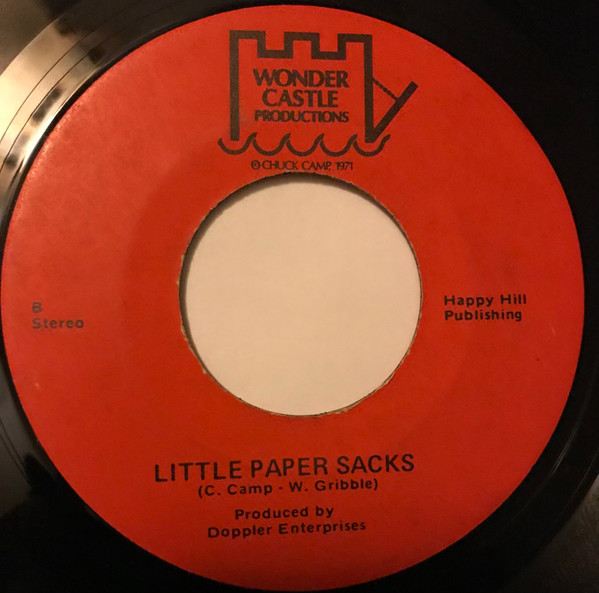 WONDER
CASTLE
PRODUCTIONS
© CHUCK CAMP, 1971
B
Stereo
Happy Hill
Publishing
LITTLE PAPER SACKS
(C. Camp - W. Gribble)
Produced by
Doppler Enterprises